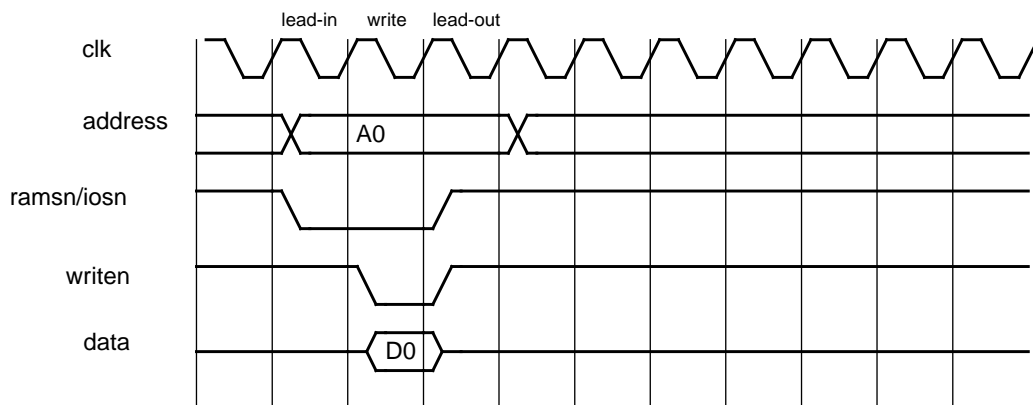 lead-in write lead-out
clk
address A0
ramsn/iosn
writen
data D0